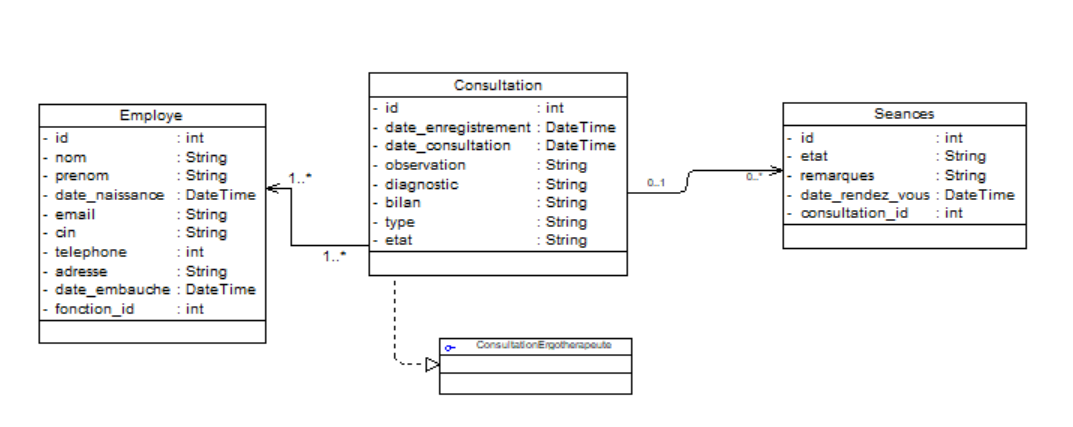 Employe
- id : int
- nom : String
- prenom : String
- date_naissance : DateTime
- email : String
- cin : String
- telephone : int
- adresse : String
- date_embauche : DateTime
- fonction_id : int
1..*
1..*
Consultation
- id : int
- date_enregistrement : DateTime
- date_consultation : DateTime
- observation : String
- diagnostic : String
- bilan : String
- type : String
- etat : String
0..1
0..*
Seances
- id : int
- etat : String
- remarques : String
- date_rendez_vous : DateTime
- consultation_id : int
ConsultationErgotherapeute